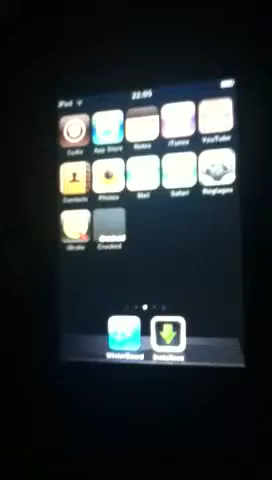 iPod 22:05
Cydia App Store Notes iTunes YouTube
Contacts Photos Mail Safari Réglages
Cracked
WinterBoard